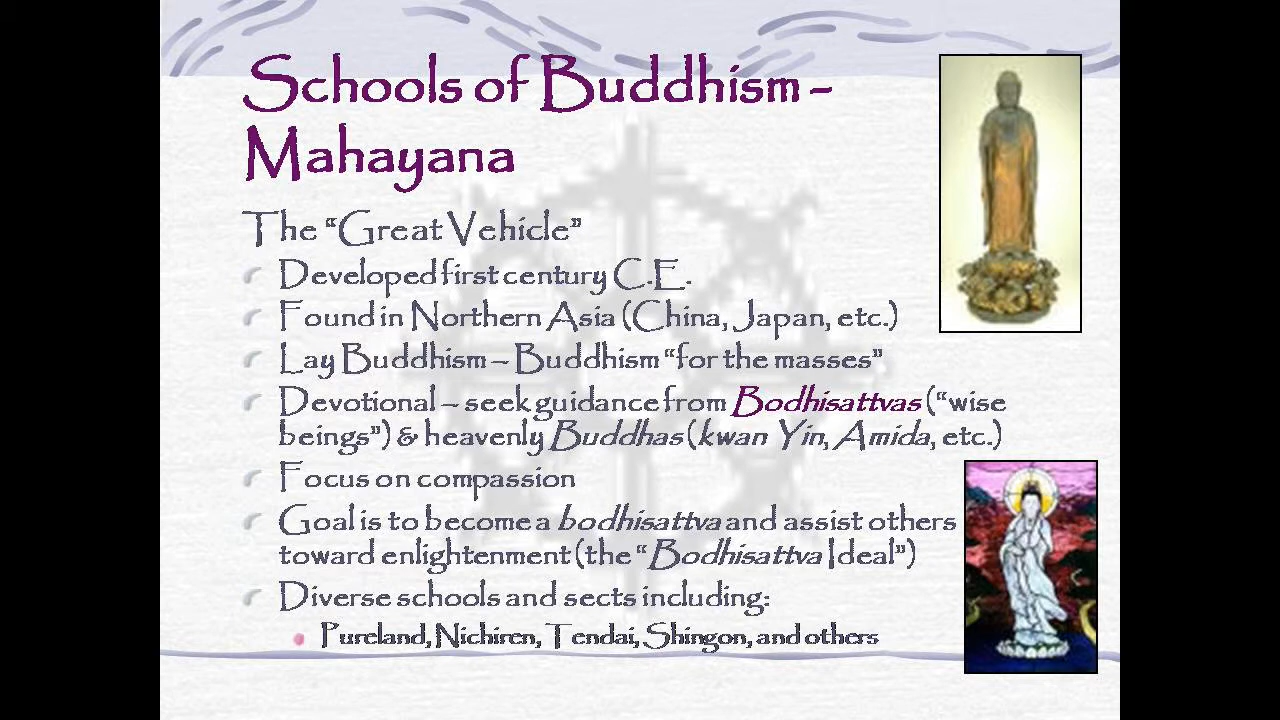 Schools of Buddhism -
Mahayana
The “Great Vehicle”
Developed first century C.E.
Found in Northern Asia (China, Japan, etc.)
Lay Buddhism – Buddhism “for the masses”
Devotional – seek guidance from Bodhisattvas (“wise
beings”) & heavenly Buddhas (kwan Yin, Amida, etc.)
Focus on compassion
Goal is to become a bodhisattva and assist others
toward enlightenment (the “Bodhisattva Ideal”)
Diverse schools and sects including:
Pureland, Nichiren, Tendai, Shingon, and others